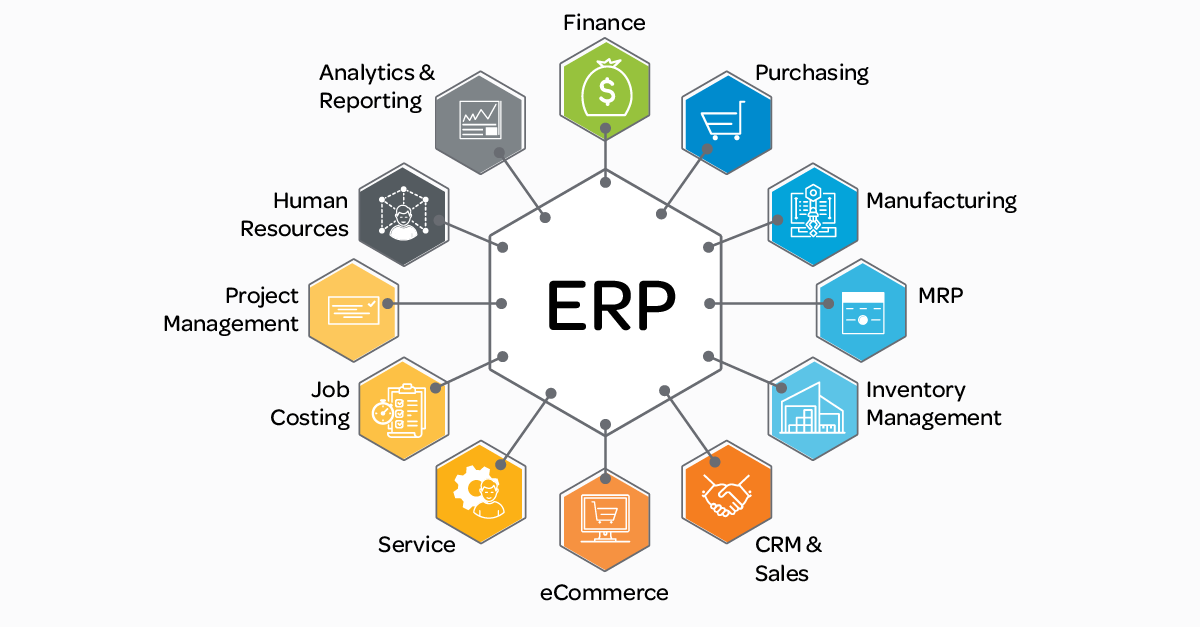 Finance
Purchasing
Manufacturing
MRP
Inventory
Management
CRM &
Sales
eCommerce
Service
Job
Costing
Project
Management
Human
Resources
Analytics &
Reporting
$
ERP